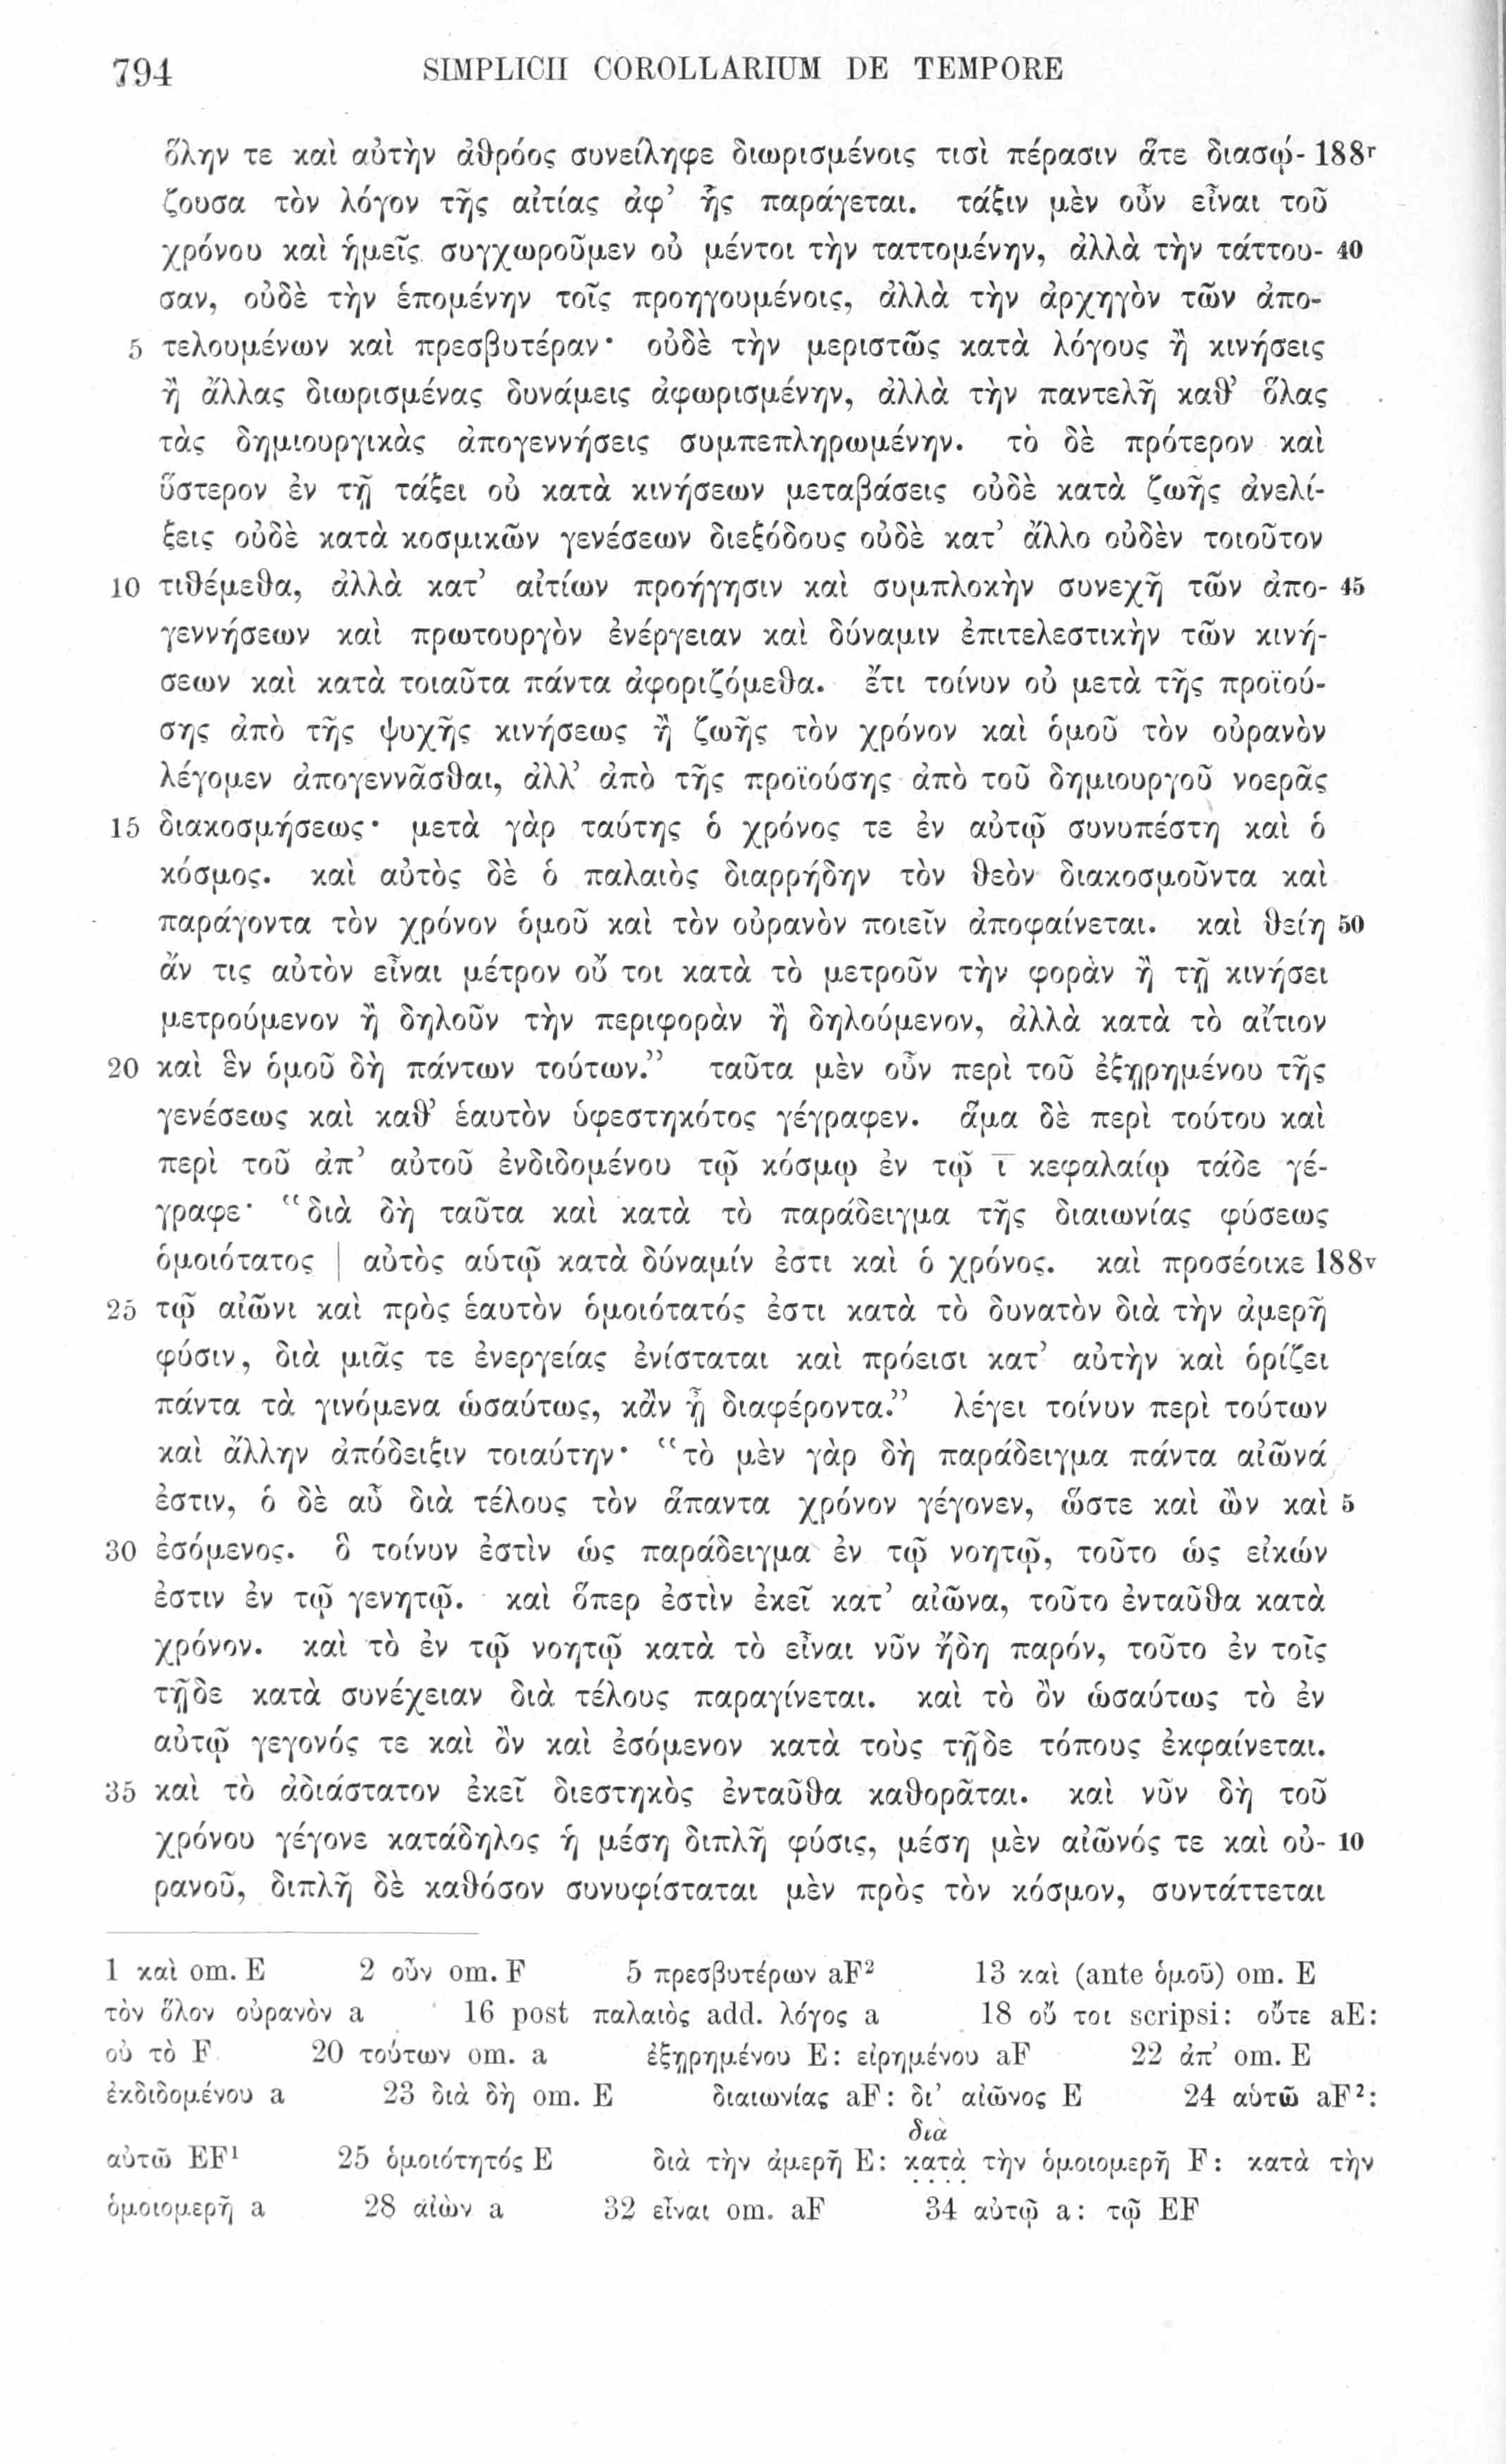 794 SIMPLICII COROLLARIUM DE TEMPORE
ὅλην τε καὶ αὐτὴν ἀθρόος συνείληφε διωρισμένοις τισὶ πέρασιν ἅτε διασῴ- 188r
ζουσα τὸν λόγον τῆς αἰτίας ἀφ’ ἧς παράγεται. τάξιν μὲν οὖν εἶναι τοῦ
χρόνου καὶ ἡμεῖς συγχωροῦμεν οὐ μέντοι τὴν ταττομένην, ἀλλὰ τὴν τάττου- 40
σαν, οὐδὲ τὴν ἑπομένην τοῖς προηγουμένοις, ἀλλὰ τὴν ἀρχηγὸν τῶν ἀπο-
5 τελουμένων καὶ πρεσβυτέραν· οὐδὲ τὴν μεριστῶς κατὰ λόγους ἢ κινήσεις
ἢ ἄλλας διωρισμένας δυνάμεις ἀφωρισμένην, ἀλλὰ τὴν παντελῆ καθ’ ὅλας
τὰς δημιουργικὰς ἀπογεννήσεις συμπεπληρωμένην. τὸ δὲ πρότερον καὶ
ὕστερον ἐν τῇ τάξει οὐ κατὰ κινήσεων μεταβάσεις οὐδὲ κατὰ ζωῆς ἀνελί-
ξεις οὐδὲ κατὰ κοσμικῶν γενέσεων διεξόδους οὐδὲ κατ’ ἄλλο οὐδὲν τοιοῦτον
10 τιθέμεθα, ἀλλὰ κατ’ αἰτίων προήγησιν καὶ συμπλοκὴν συνεχῆ τῶν ἀπο- 45
γεννήσεων καὶ πρωτουργὸν ἐνέργειαν καὶ δύναμιν ἐπιτελεστικὴν τῶν κινή-
σεων καὶ κατὰ τοιαῦτα πάντα ἀφοριζόμεθα. ἔτι τοίνυν οὐ μετὰ τῆς προϊού-
σης ἀπὸ τῆς ψυχῆς κινήσεως ἢ ζωῆς τὸν χρόνον καὶ ὁμοῦ τὸν οὐρανὸν
λέγομεν ἀπογεννᾶσθαι, ἀλλ’ ἀπὸ τῆς προϊούσης ἀπὸ τοῦ δημιουργοῦ νοερᾶς
15 διακοσμήσεως· μετὰ γὰρ ταύτης ὁ χρόνος τε ἐν αὐτῷ συνυπέστη καὶ ὁ
κόσμος. καὶ αὐτὸς δὲ ὁ παλαιὸς διαρρήδην τὸν θεὸν διακοσμοῦντα καὶ
παράγοντα τὸν χρόνον ὁμοῦ καὶ τὸν οὐρανὸν ποιεῖν ἀποφαίνεται. καὶ θείη 50
ἄν τις αὐτὸν εἶναι μέτρον οὔ τοι κατὰ τὸ μετροῦν τὴν φορὰν ἢ τῇ κινήσει
μετρούμενον ἢ δηλοῦν τὴν περιφορὰν ἢ δηλούμενον, ἀλλὰ κατὰ τὸ αἴτιον
20 καὶ ἓν ὁμοῦ δὴ πάντων τούτων.” ταῦτα μὲν οὖν περὶ τοῦ ἐξῃρημένου τῆς
γενέσεως καὶ καθ’ ἑαυτὸν ὑφεστηκότος γέγραφεν. ἅμα δὲ περὶ τούτου καὶ
περὶ τοῦ ἀπ’ αὐτοῦ ἐνδιδομένου τῷ κόσμῳ ἐν τῷ ῑ κεφαλαίῳ τάδε γέ-
γραφε· “διὰ δὴ ταῦτα καὶ κατὰ τὸ παράδειγμα τῆς διαιωνίας φύσεως
ὁμοιότατος | αὐτὸς αὑτῷ κατὰ δύναμίν ἐστι καὶ ὁ χρόνος. καὶ προσέοικε 188v
25 τῷ αἰῶνι καὶ πρὸς ἑαυτὸν ὁμοιότατός ἐστι κατὰ τὸ δυνατὸν διὰ τὴν ἀμερῆ
φύσιν, διὰ μιᾶς τε ἐνεργείας ἐνίσταται καὶ πρόεισι κατ’ αὐτὴν καὶ ὁρίζει
πάντα τὰ γινόμενα ὡσαύτως, κἂν ᾖ διαφέροντα.” λέγει τοίνυν περὶ τούτων
καὶ ἄλλην ἀπόδειξιν τοιαύτην· “τὸ μὲν γὰρ δὴ παράδειγμα πάντα αἰῶνά
ἐστιν, ὁ δὲ αὖ διὰ τέλους τὸν ἅπαντα χρόνον γέγονεν, ὥστε καὶ ὢν καὶ 5
30 ἐσόμενος. ὃ τοίνυν ἐστὶν ὡς παράδειγμα ἐν τῷ νοητῷ, τοῦτο ὡς εἰκών
ἐστιν ἐν τῷ γενητῷ. καὶ ὅπερ ἐστὶν ἐκεῖ κατ’ αἰῶνα, τοῦτο ἐνταῦθα κατὰ
χρόνον. καὶ τὸ ἐν τῷ νοητῷ κατὰ τὸ εἶναι νῦν ἤδη παρόν, τοῦτο ἐν τοῖς
τῇδε κατὰ συνέχειαν διὰ τέλους παραγίνεται. καὶ τὸ ὂν ὡσαύτως τὸ ἐν
αὐτῷ γεγονός τε καὶ ὂν καὶ ἐσόμενον κατὰ τοὺς τῇδε τόπους ἐκφαίνεται.
35 καὶ τὸ ἀδιάστατον ἐκεῖ διεστηκὸς ἐνταῦθα καθορᾶται. καὶ νῦν δὴ τοῦ
χρόνου γέγονε κατάδηλος ἡ μέση διπλῆ φύσις, μέση μὲν αἰῶνός τε καὶ οὐ- 10
ρανοῦ, διπλῆ δὲ καθόσον συνυφίσταται μὲν πρὸς τὸν κόσμον, συντάττεται
1 καὶ om. E 2 οὖν om. F 5 πρεσβυτέρων aF² 13 καὶ (ante ὁμοῦ) om. E
τὸν ὅλον οὐρανὸν a 16 post παλαιὸς add. λόγος a 18 οὔ τοι scripsi: οὔτε aE:
οὐ τὸ F 20 τούτων om. a ἐξῃρημένου E: εἰρημένου aF 22 ἀπ’ om. E
ἐκδιδομένου a 23 διὰ δὴ om. E διαιωνίας aF: δι’ αἰῶνος E 24 αὑτῶ aF²:
διὰ
αὐτῶ EF¹ 25 ὁμοιότητός E διὰ τὴν ἀμερῆ E: κατὰ τὴν ὁμοιομερῆ F: κατὰ τὴν
ὁμοιομερῆ a 28 αἰὼν a 32 εἶναι om. aF 34 αὐτῷ a: τῷ EF